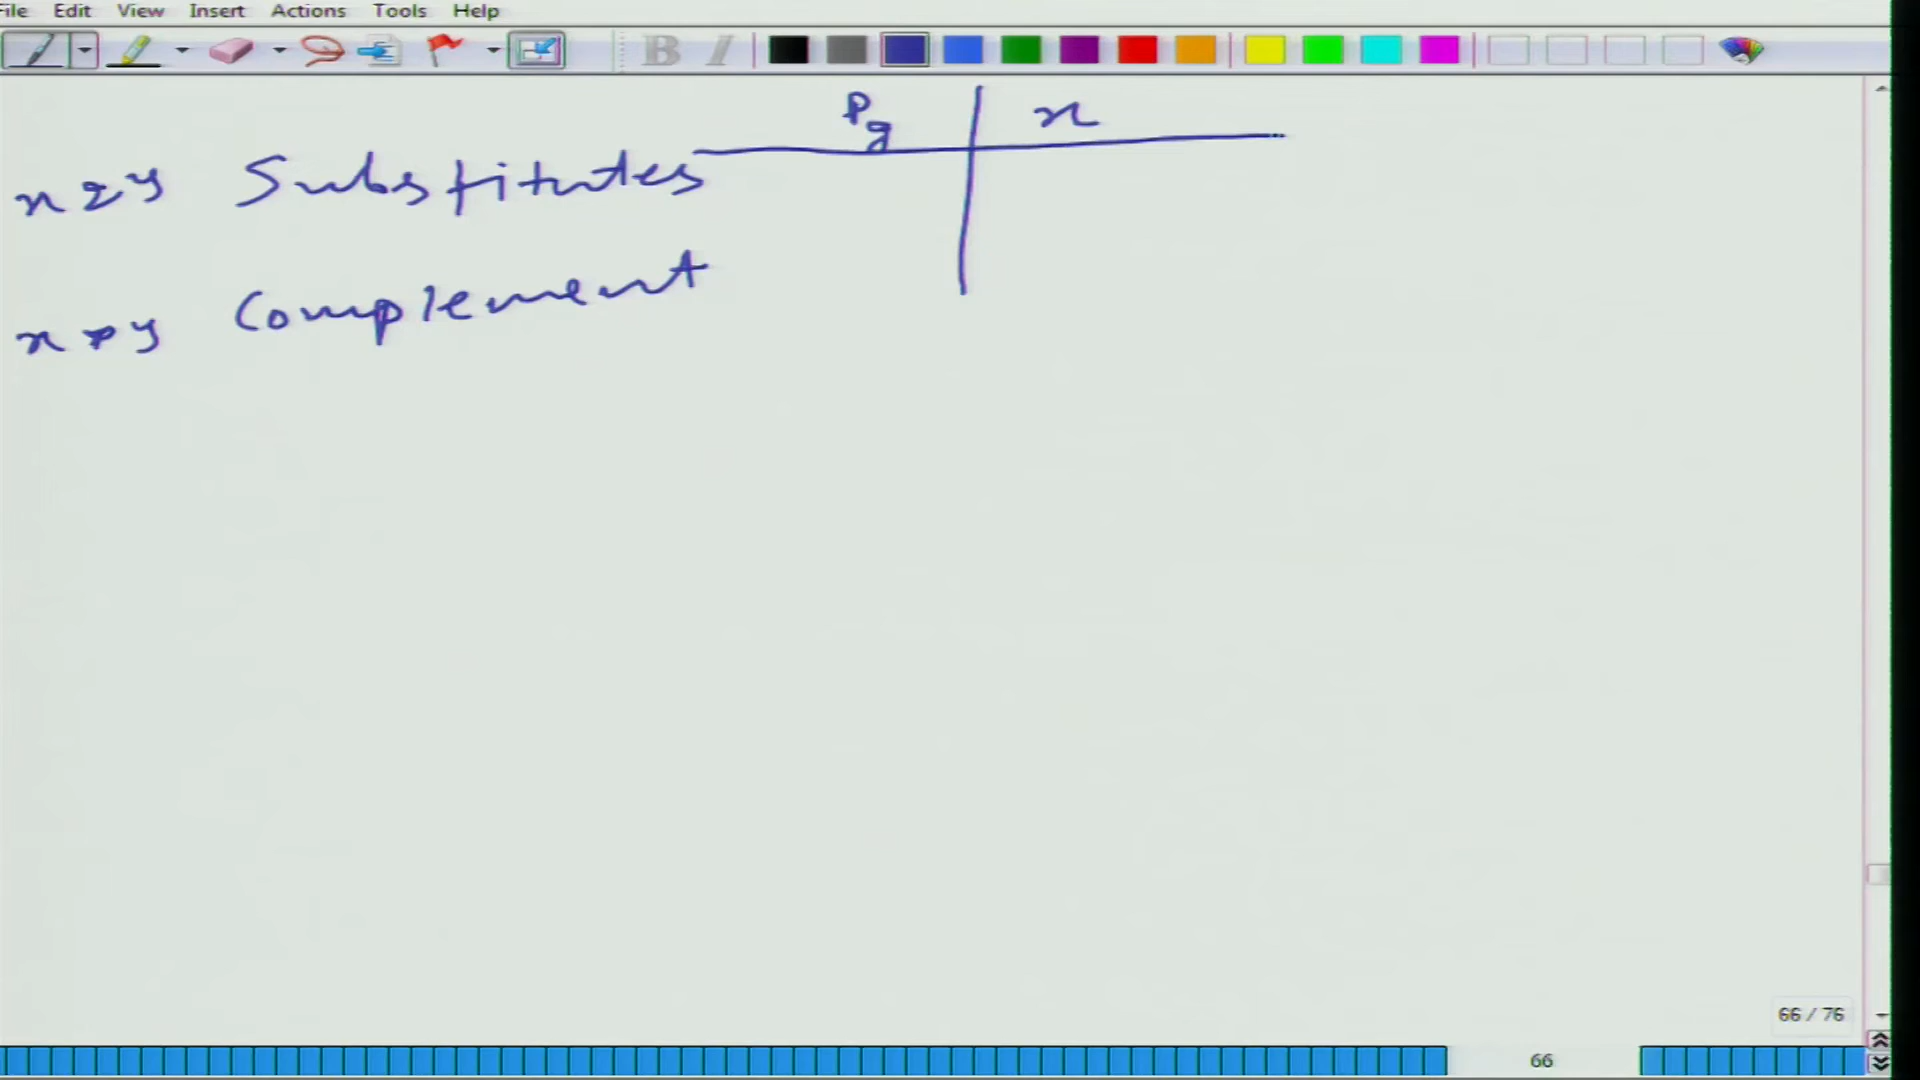 File Edit View Insert Actions Tools Help
B I
Py x
x & y Substitutes
x & y Complement
66 / 76
66